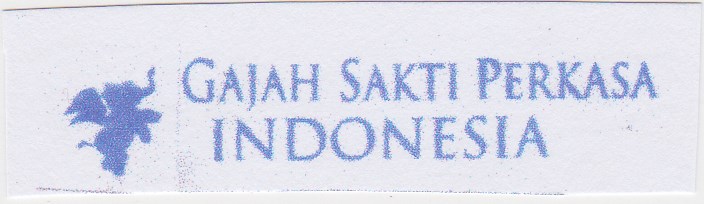 GAJAH SAKTI PERKASA
INDONESIA